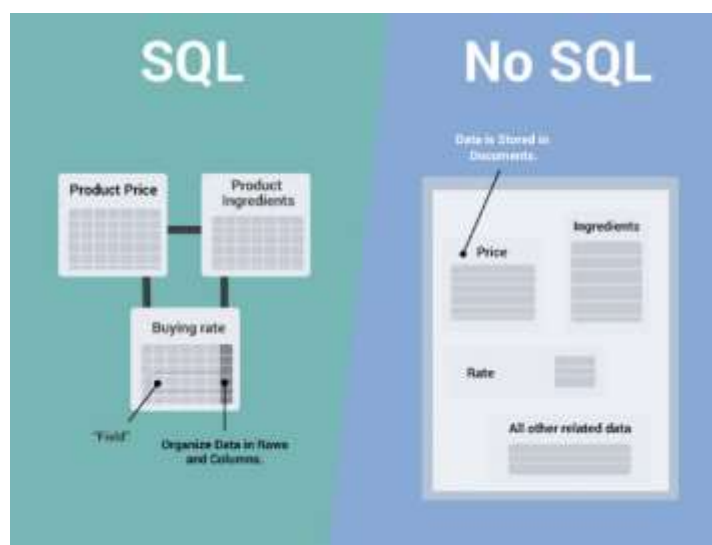 SQL
No SQL
Data is Stored in
Documents.
Product Price
Product
Ingredients
Buying rate
"Field"
Organize Data in Rows
and Columns.
Ingredients
Price
Rate
All other related data